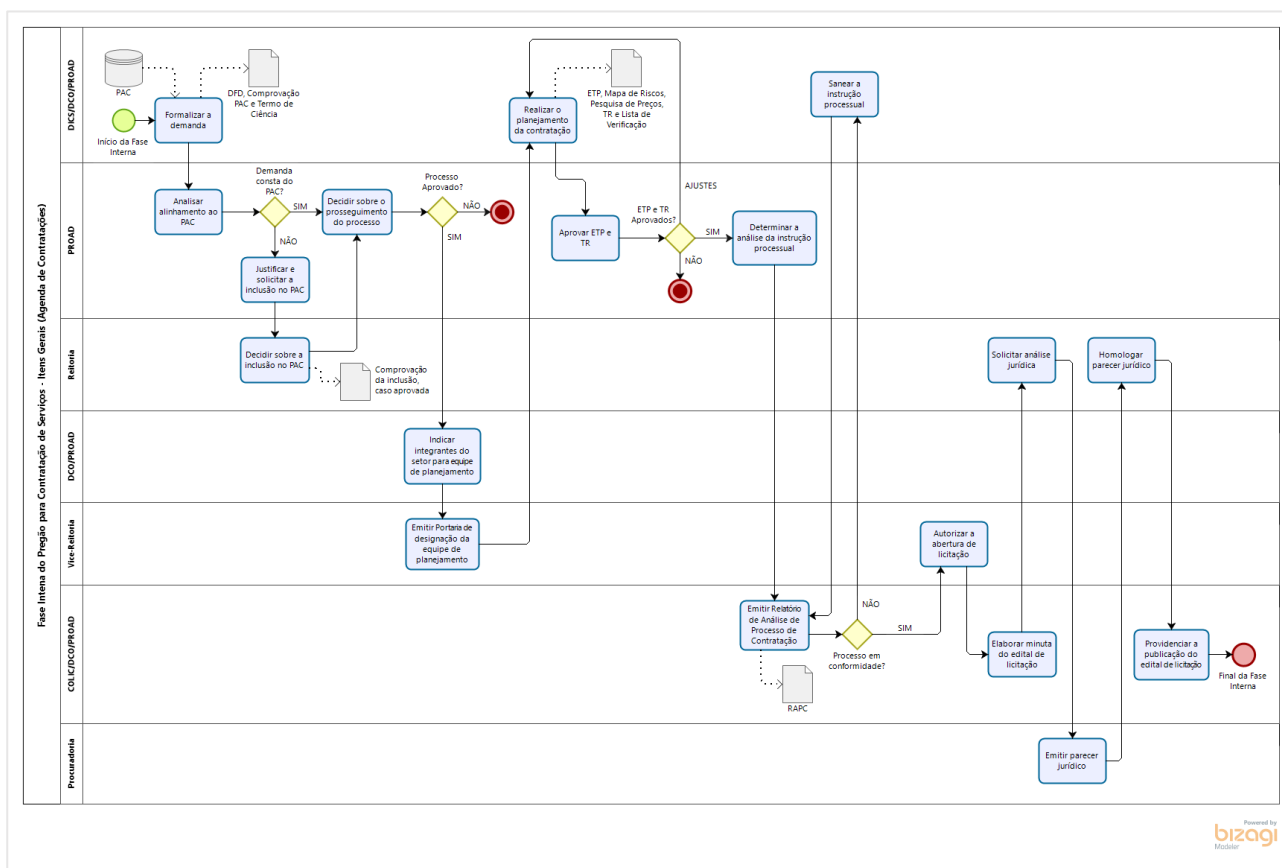 Fase Intena do Pregão para Contratação de Serviços - Itens Gerais (Agenda de Contratações)
DICS/DCO/PROAD
PAC
DFD, Comprovação
PAC e Termo de
Ciência
Início da Fase
Interna
Formalizar a
demanda
Realizar o
planejamento
da contratação
ETP, Mapa de Riscos,
Pesquisa de Preços,
TR e Lista de
Verificação
Sanear a
instrução
processual
PROAD
Analisar
alinhamento ao
PAC
Demanda
consta do
PAC?
SIM
NÃO
Decidir sobre o
prosseguimento
do processo
Processo
Aprovado?
NÃO
SIM
Justificar e
solicitar a
inclusão no PAC
Aprovar ETP e
TR
ETP e TR
Aprovados?
AJUSTES
SIM
NÃO
Determinar a
análise da instrução
processual
Reitoria
Decidir sobre a
inclusão no PAC
Comprovação
da inclusão,
caso aprovada
Solicitar análise
jurídica
Homologar
parecer jurídico
DCO/PROAD
Indicar
integrantes do
setor para equipe
de planejamento
Vice-Reitoria
Emitir Portaria de
designação da
equipe de
planejamento
Autorizar a
abertura de
licitação
COLIC/DCO/PROAD
Emitir Relatório
de Análise de
Processo de
Contratação
RAPC
NÃO
SIM
Processo em
conformidade?
Elaborar minuta
do edital de
licitação
Providenciar a
publicação do
edital de licitação
Final da Fase
Interna
Procuradoria
Emitir parecer
jurídico
Powered by
bizagi
Modeler